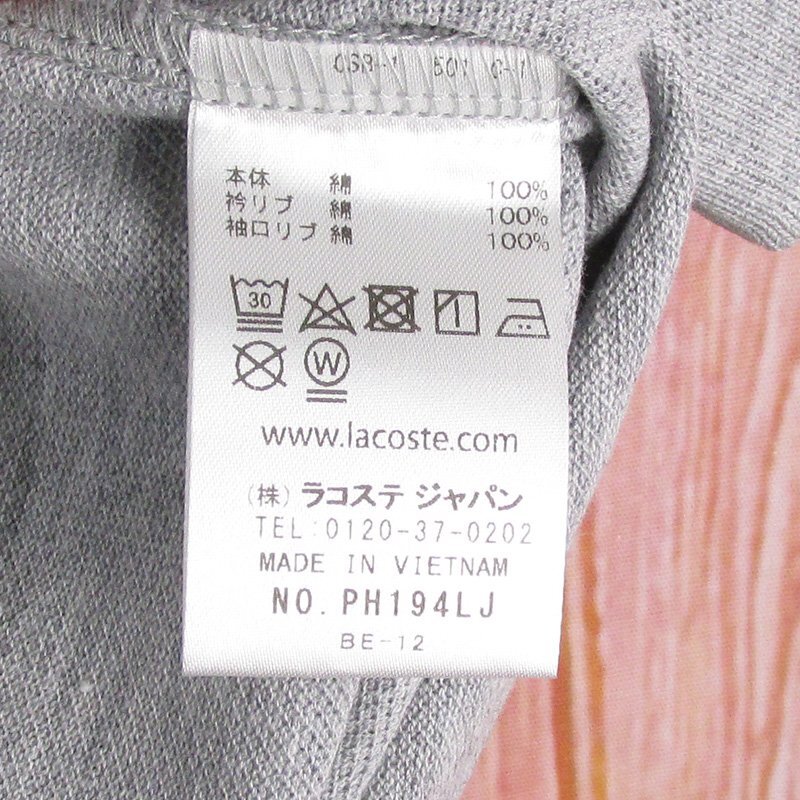 本体 綿 100%
衿リブ 綿 100%
袖口リブ 綿 100%
30
W
www.lacoste.com
(株) ラコステ ジャパン
TEL:0120-37-0202
MADE IN VIETNAM
NO. PH194LJ
BE-12